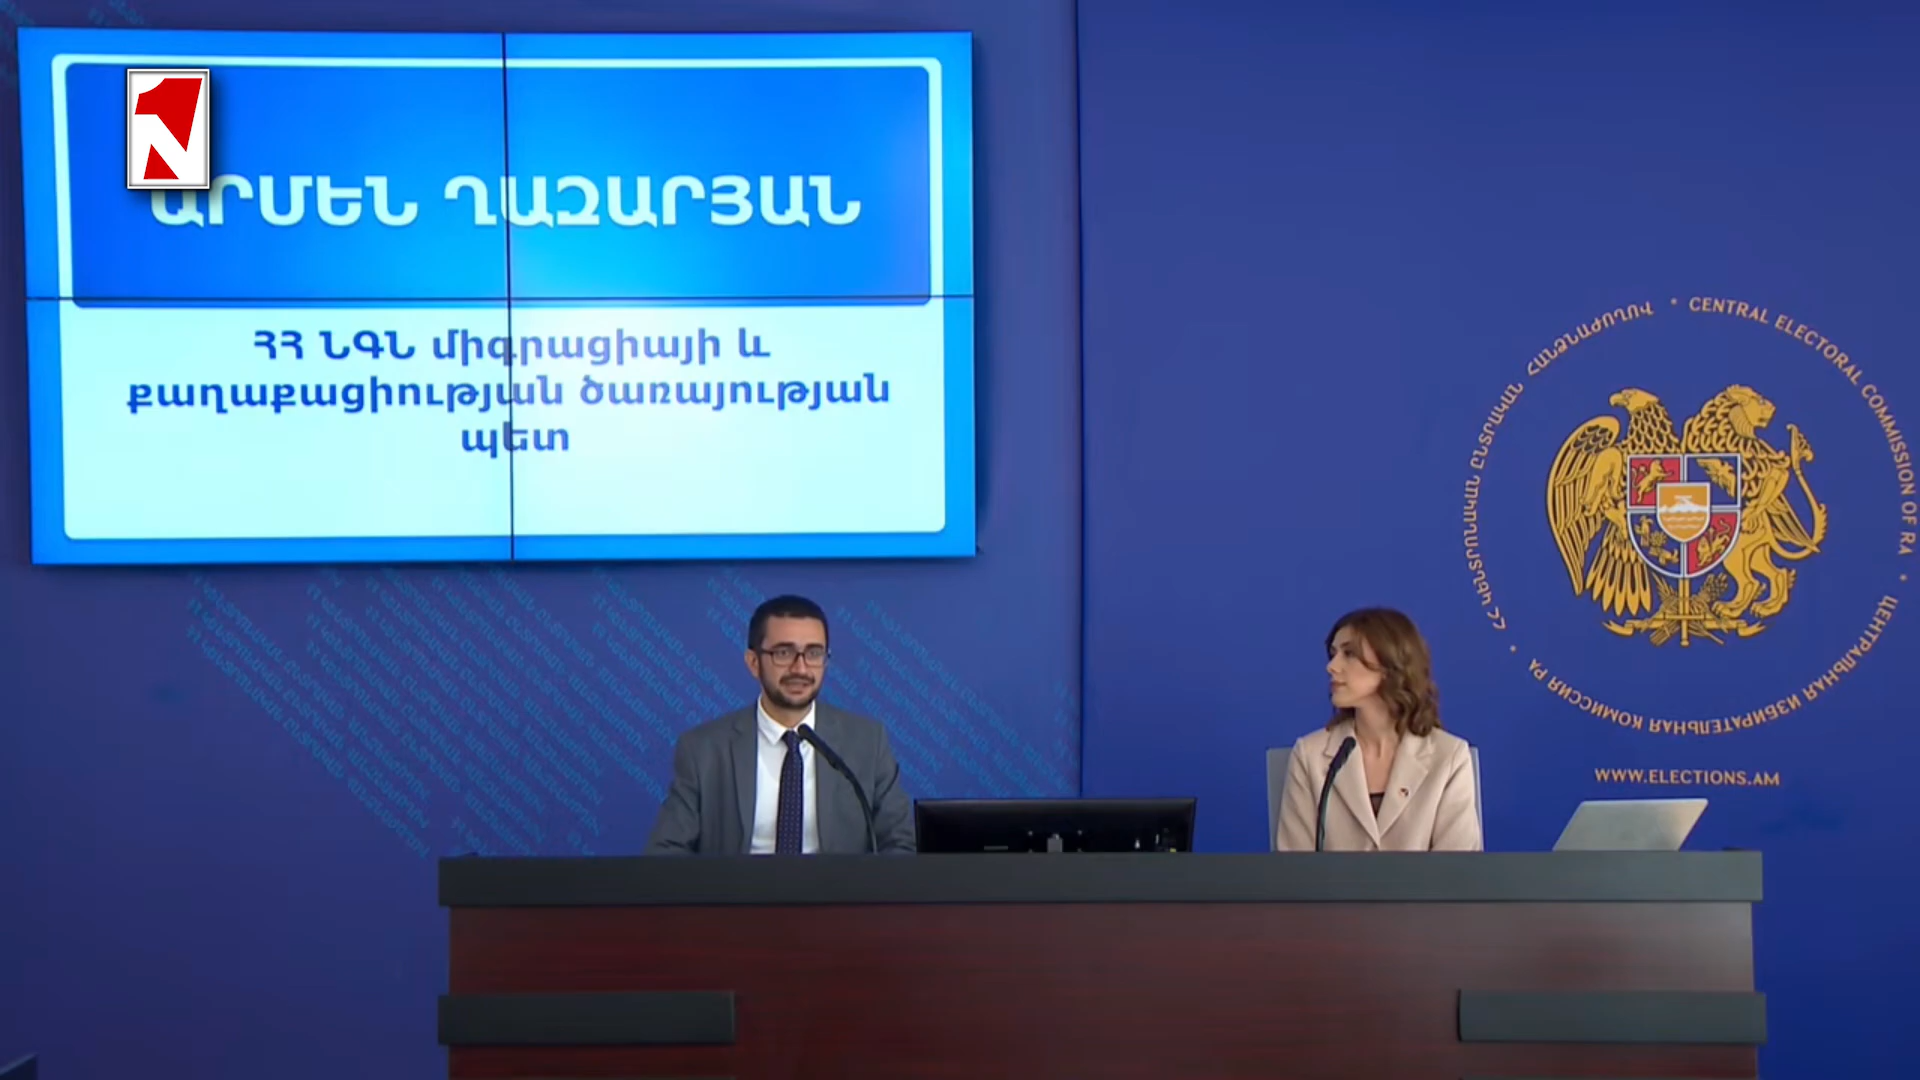 1N
ԱՐՄԵՆ ՂԱԶԱՐՅԱՆ
ՀՀ ՆԳՆ միգրացիայի և
քաղաքացիության ծառայության
պետ
ՀՀ ԿԵՆՏՐՈՆԱԿԱՆ ԸՆՏՐԱԿԱՆ ՀԱՆՁՆԱԺՈՂՈՎ * CENTRAL ELECTORAL COMMISSION OF RA * ЦЕНТРАЛЬНАЯ ИЗБИРАТЕЛЬНАЯ КОМИССИЯ РА *
WWW.ELECTIONS.AM